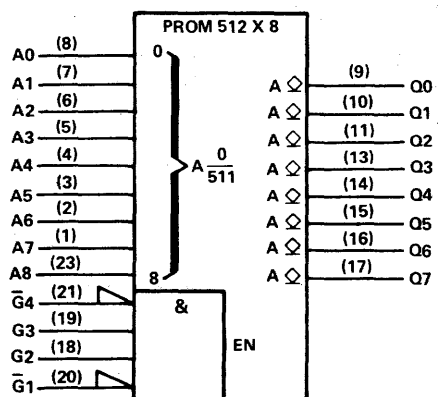 PROM 512 X 8
A0 (8) 0
A1 (7)
A2 (6)
A3 (5)
A4 (4)
A5 (3)
A6 (2)
A7 (1)
A8 (23) 8
A 0/511
A (9) Q0
A (10) Q1
A (11) Q2
A (13) Q3
A (14) Q4
A (15) Q5
A (16) Q6
A (17) Q7
G̅4 (21)
G3 (19)
G2 (18)
G̅1 (20)
&
EN